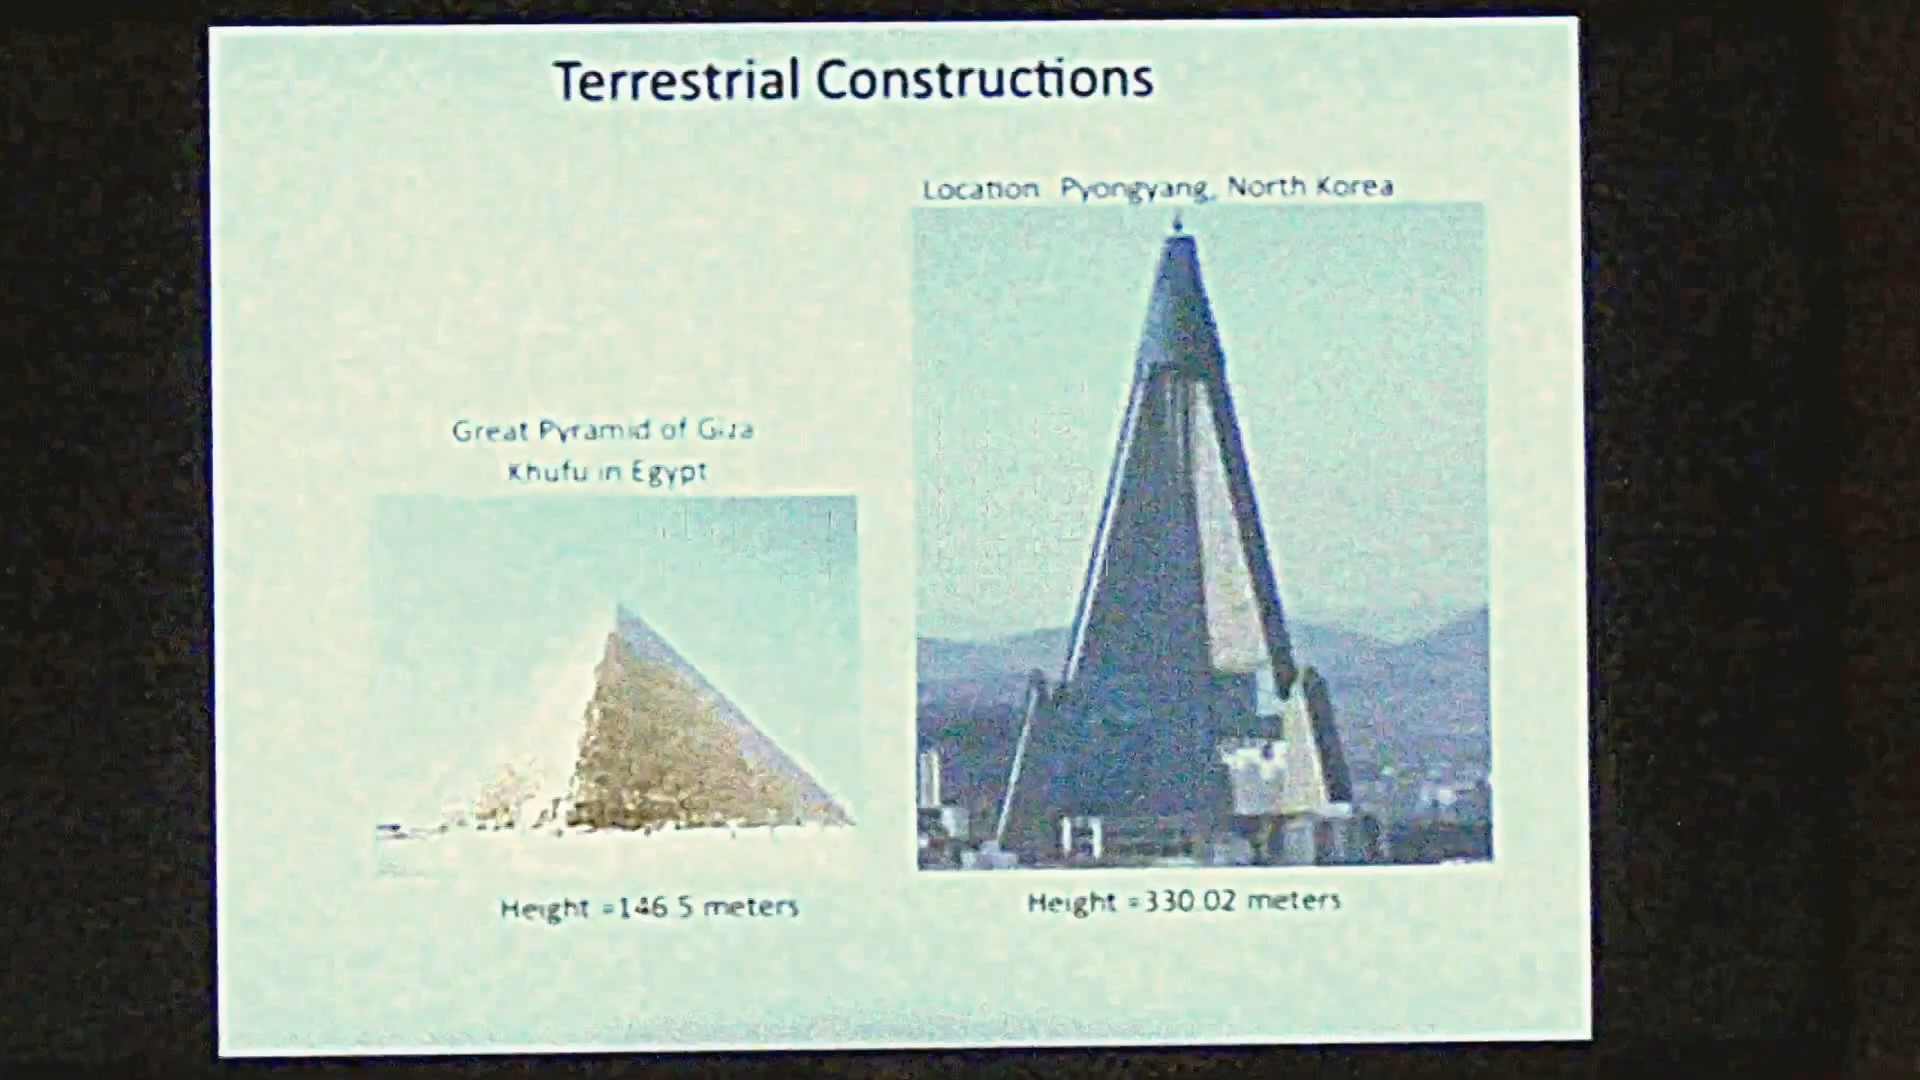 Terrestrial Constructions
Location Pyongyang, North Korea
Great Pyramid of Giza
Khufu in Egypt
Height =146.5 meters
Height =330.02 meters